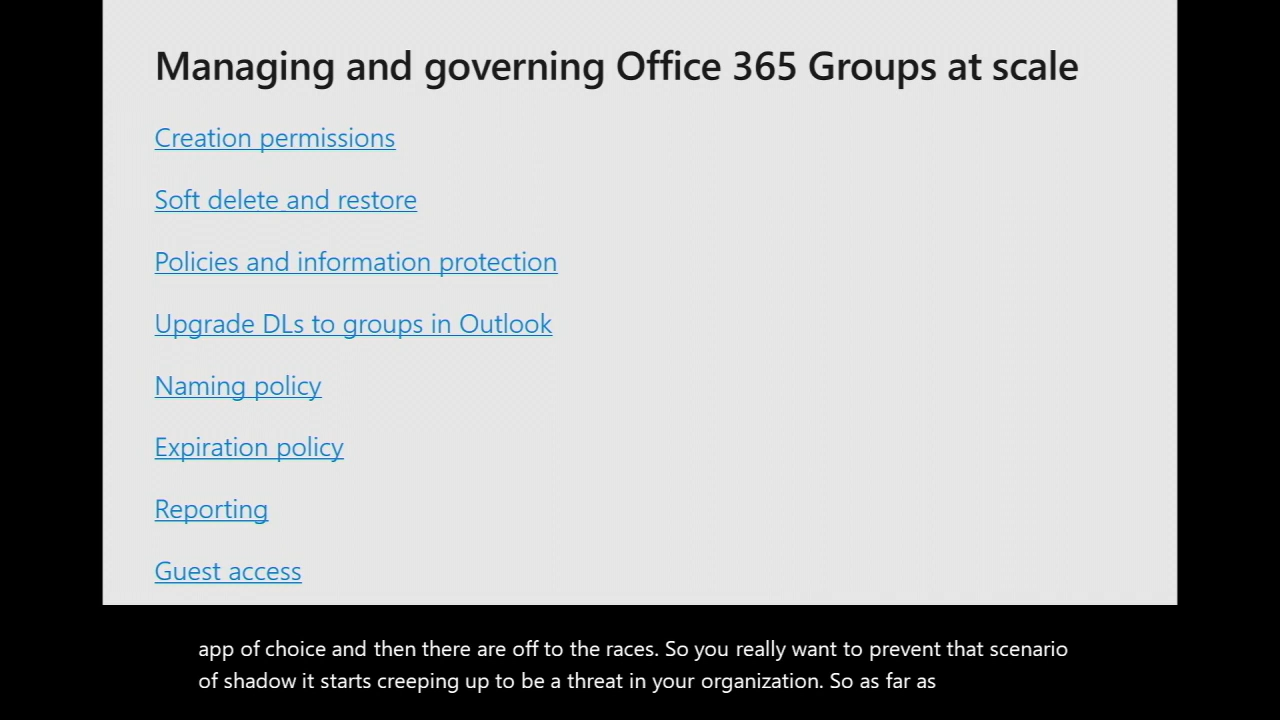 Managing and governing Office 365 Groups at scale
Creation permissions
Soft delete and restore
Policies and information protection
Upgrade DLs to groups in Outlook
Naming policy
Expiration policy
Reporting
Guest access
app of choice and then there are off to the races. So you really want to prevent that scenario
of shadow it starts creeping up to be a threat in your organization. So as far as